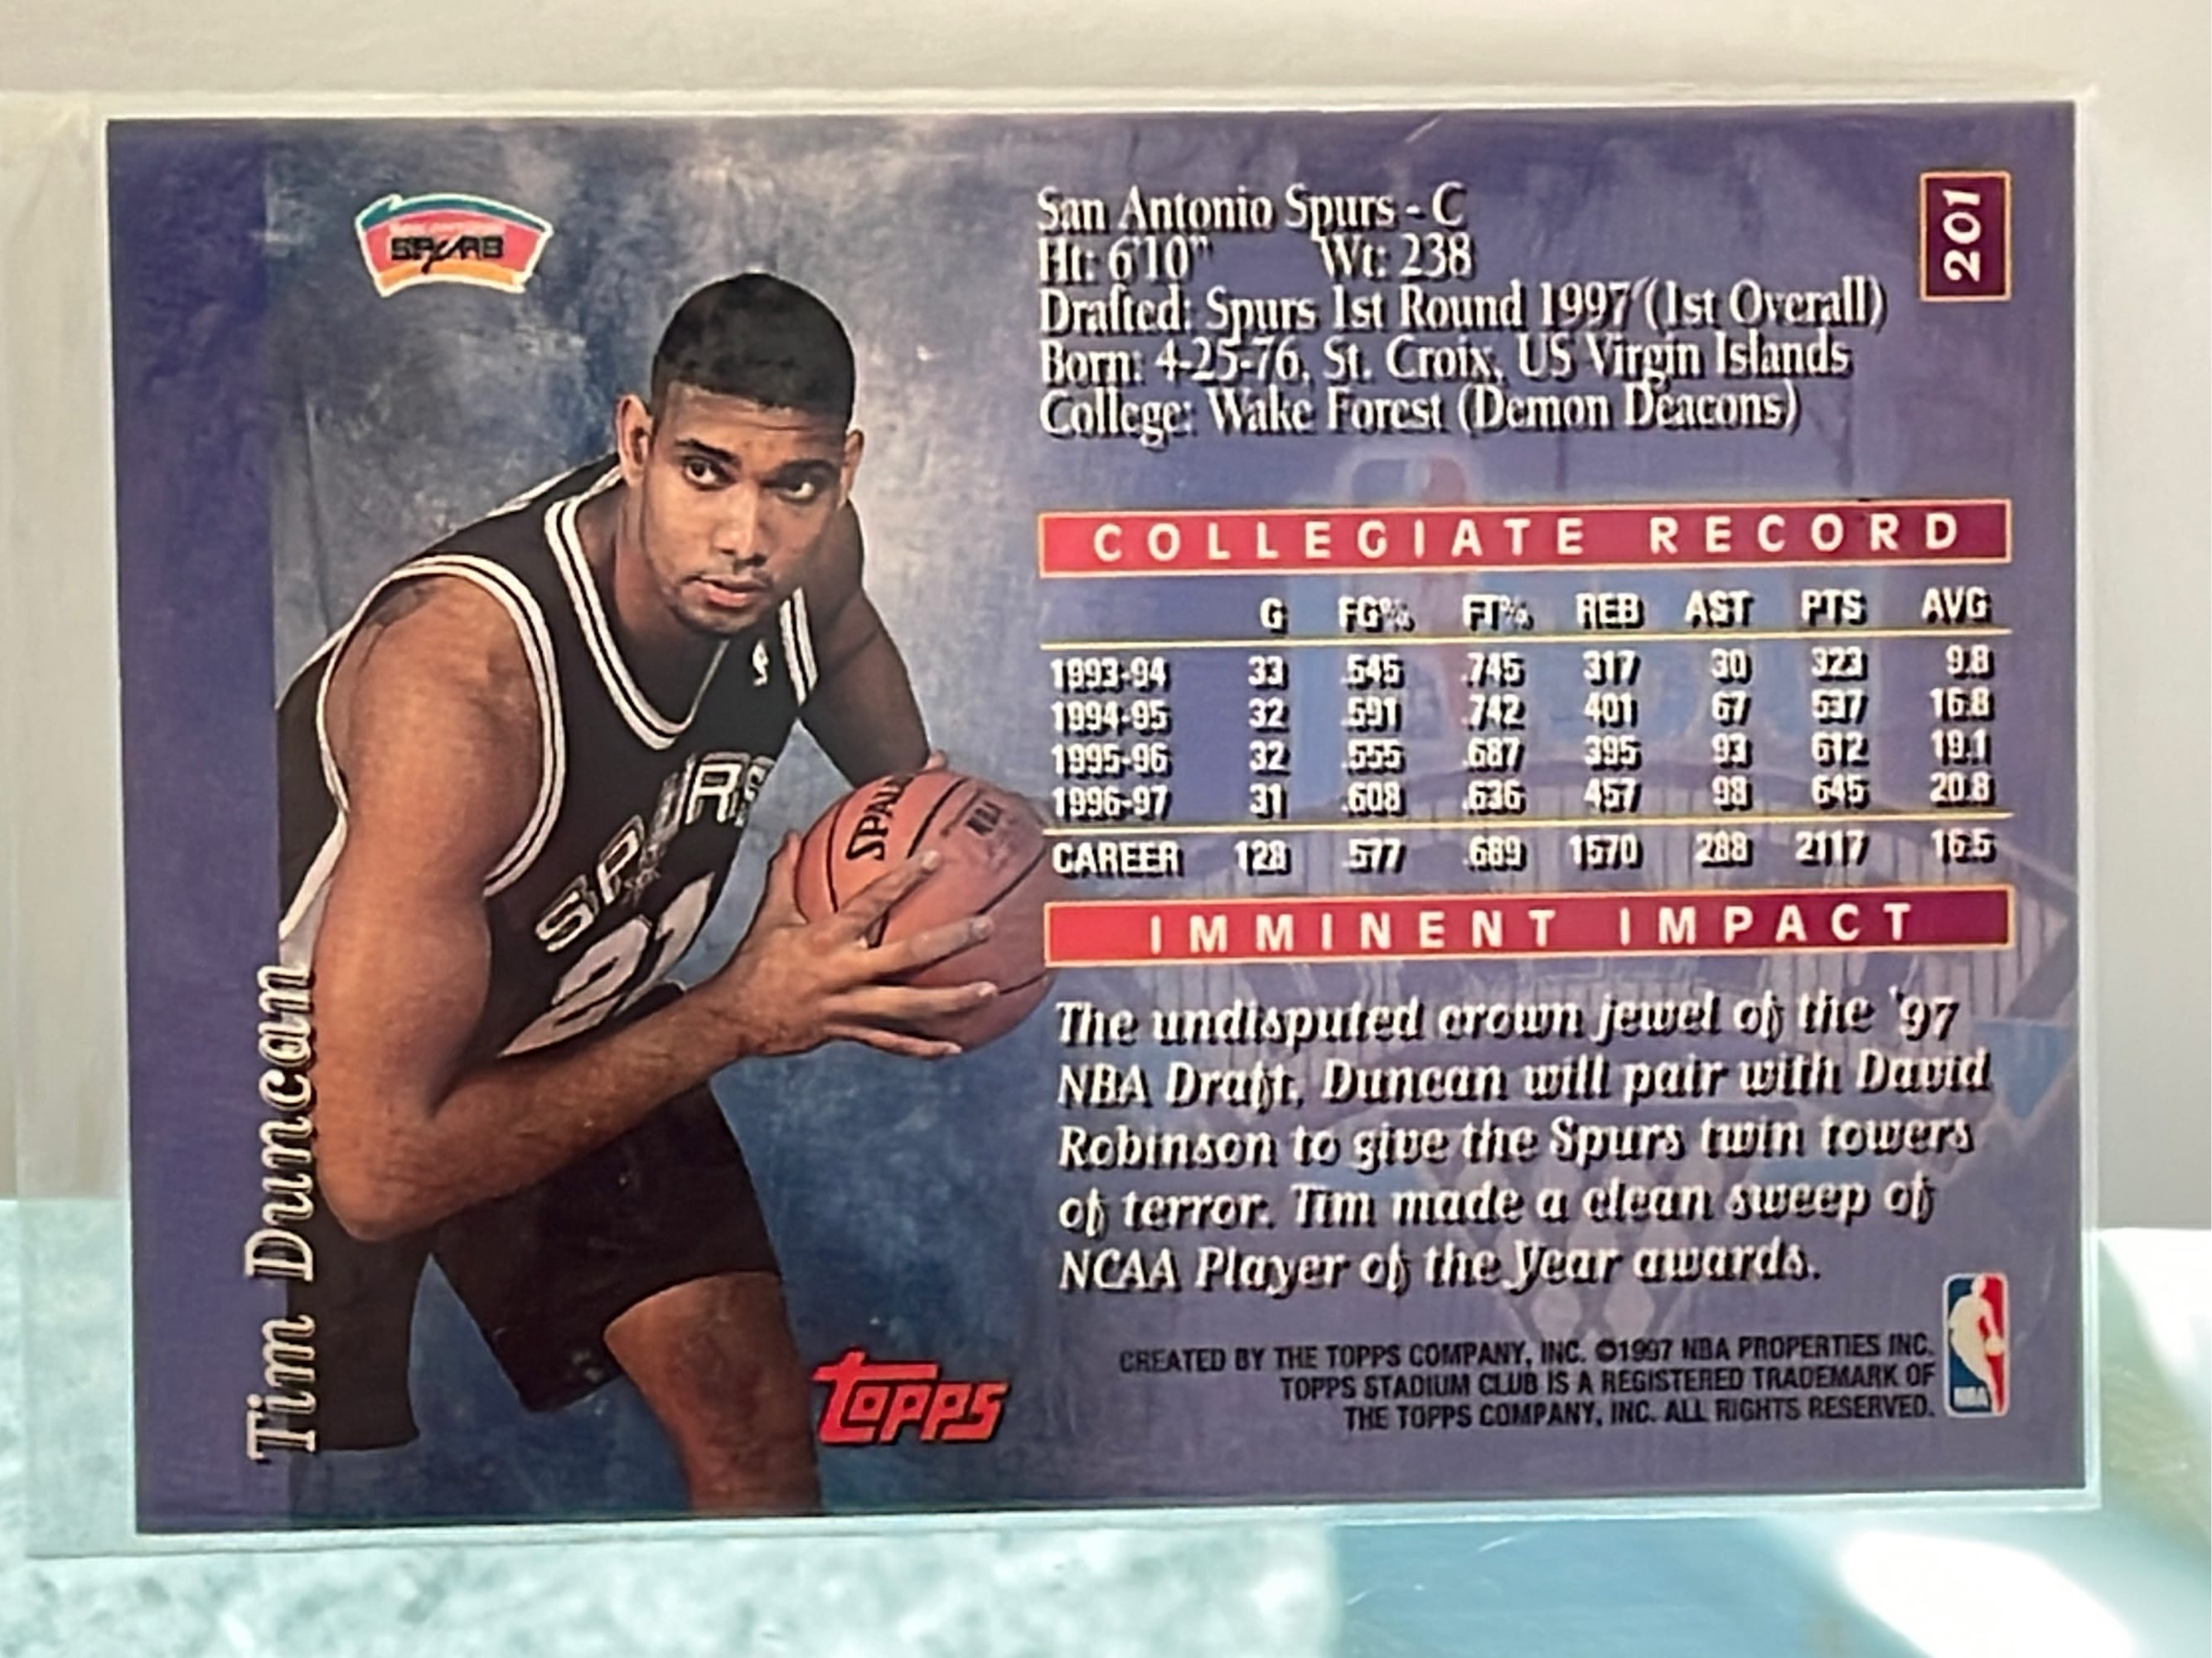 SPURS
San Antonio Spurs - C
Ht: 6'10" Wt: 238
Drafted: Spurs 1st Round 1997 (1st Overall)
Born: 4-25-76, St. Croix, US Virgin Islands
College: Wake Forest (Demon Deacons)
201
COLLEGIATE RECORD
G FG% FT% REB AST PTS AVG
1993-94 33 .545 .745 317 30 323 9.8
1994-95 32 .591 .742 401 67 537 16.8
1995-96 32 .555 .687 395 93 612 19.1
1996-97 31 .608 .636 457 98 645 20.8
CAREER 128 .577 .689 1570 288 2117 16.5
IMMINENT IMPACT
The undisputed crown jewel of the '97
NBA Draft, Duncan will pair with David
Robinson to give the Spurs twin towers
of terror. Tim made a clean sweep of
NCAA Player of the Year awards.
CREATED BY THE TOPPS COMPANY, INC. ©1997 NBA PROPERTIES INC.
TOPPS STADIUM CLUB IS A REGISTERED TRADEMARK OF
THE TOPPS COMPANY, INC. ALL RIGHTS RESERVED.
NBA
Tim Duncan
SPURS
21
SPAL
NBA
TOPPS